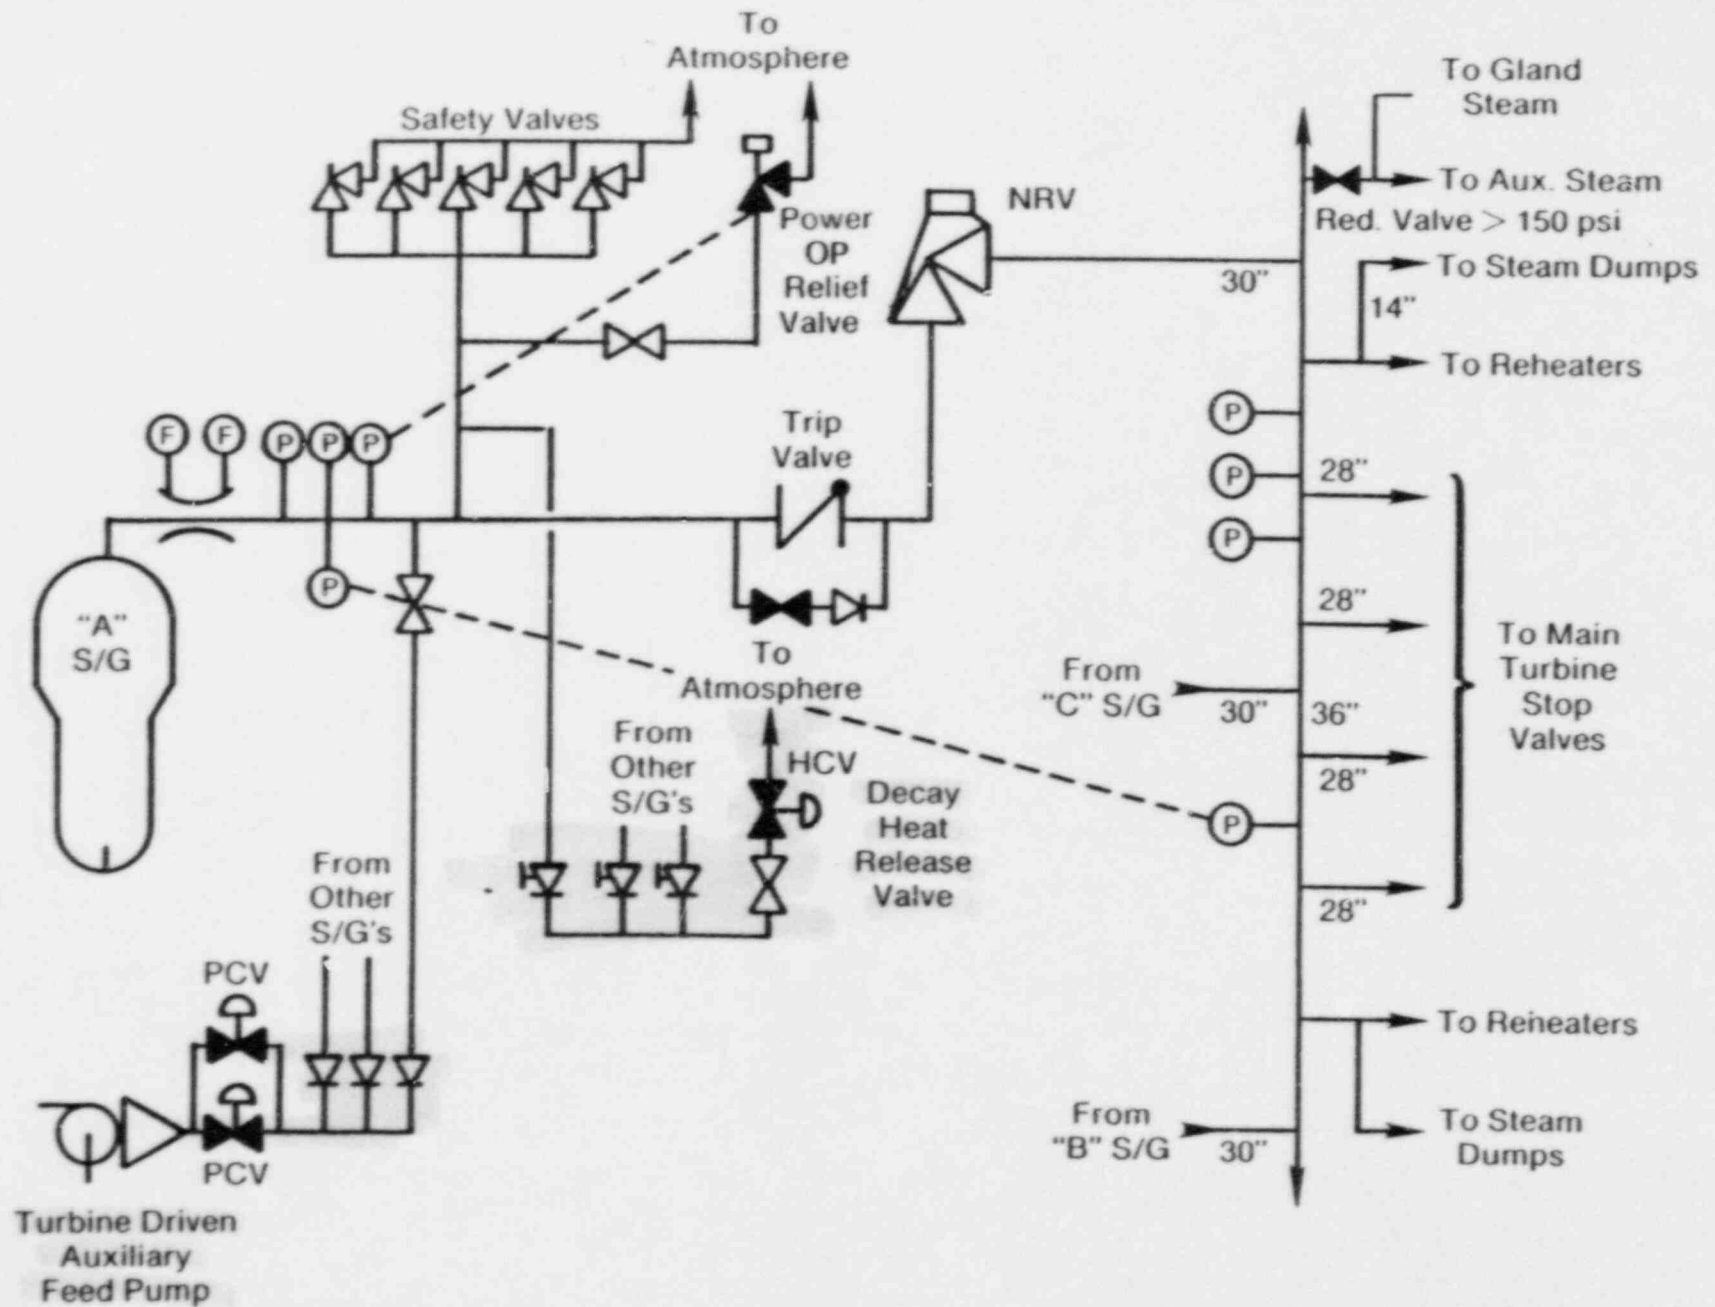 To
Atmosphere
Safety Valves
Power
OP
Relief
Valve
NRV
To Gland
Steam
To Aux. Steam
Red. Valve > 150 psi
30”
To Steam Dumps
14”
To Reheaters
F
F
P
P
P
P
Trip
Valve
“A”
S/G
P
P
P
P
28”
28”
28”
28”
To Main
Turbine
Stop
Valves
From
“C” S/G
30”
36”
To
Atmosphere
HCV
Decay
Heat
Release
Valve
From
Other
S/G's
From
Other
S/G's
PCV
PCV
Turbine Driven
Auxiliary
Feed Pump
To Reheaters
From
“B” S/G
30”
To Steam
Dumps